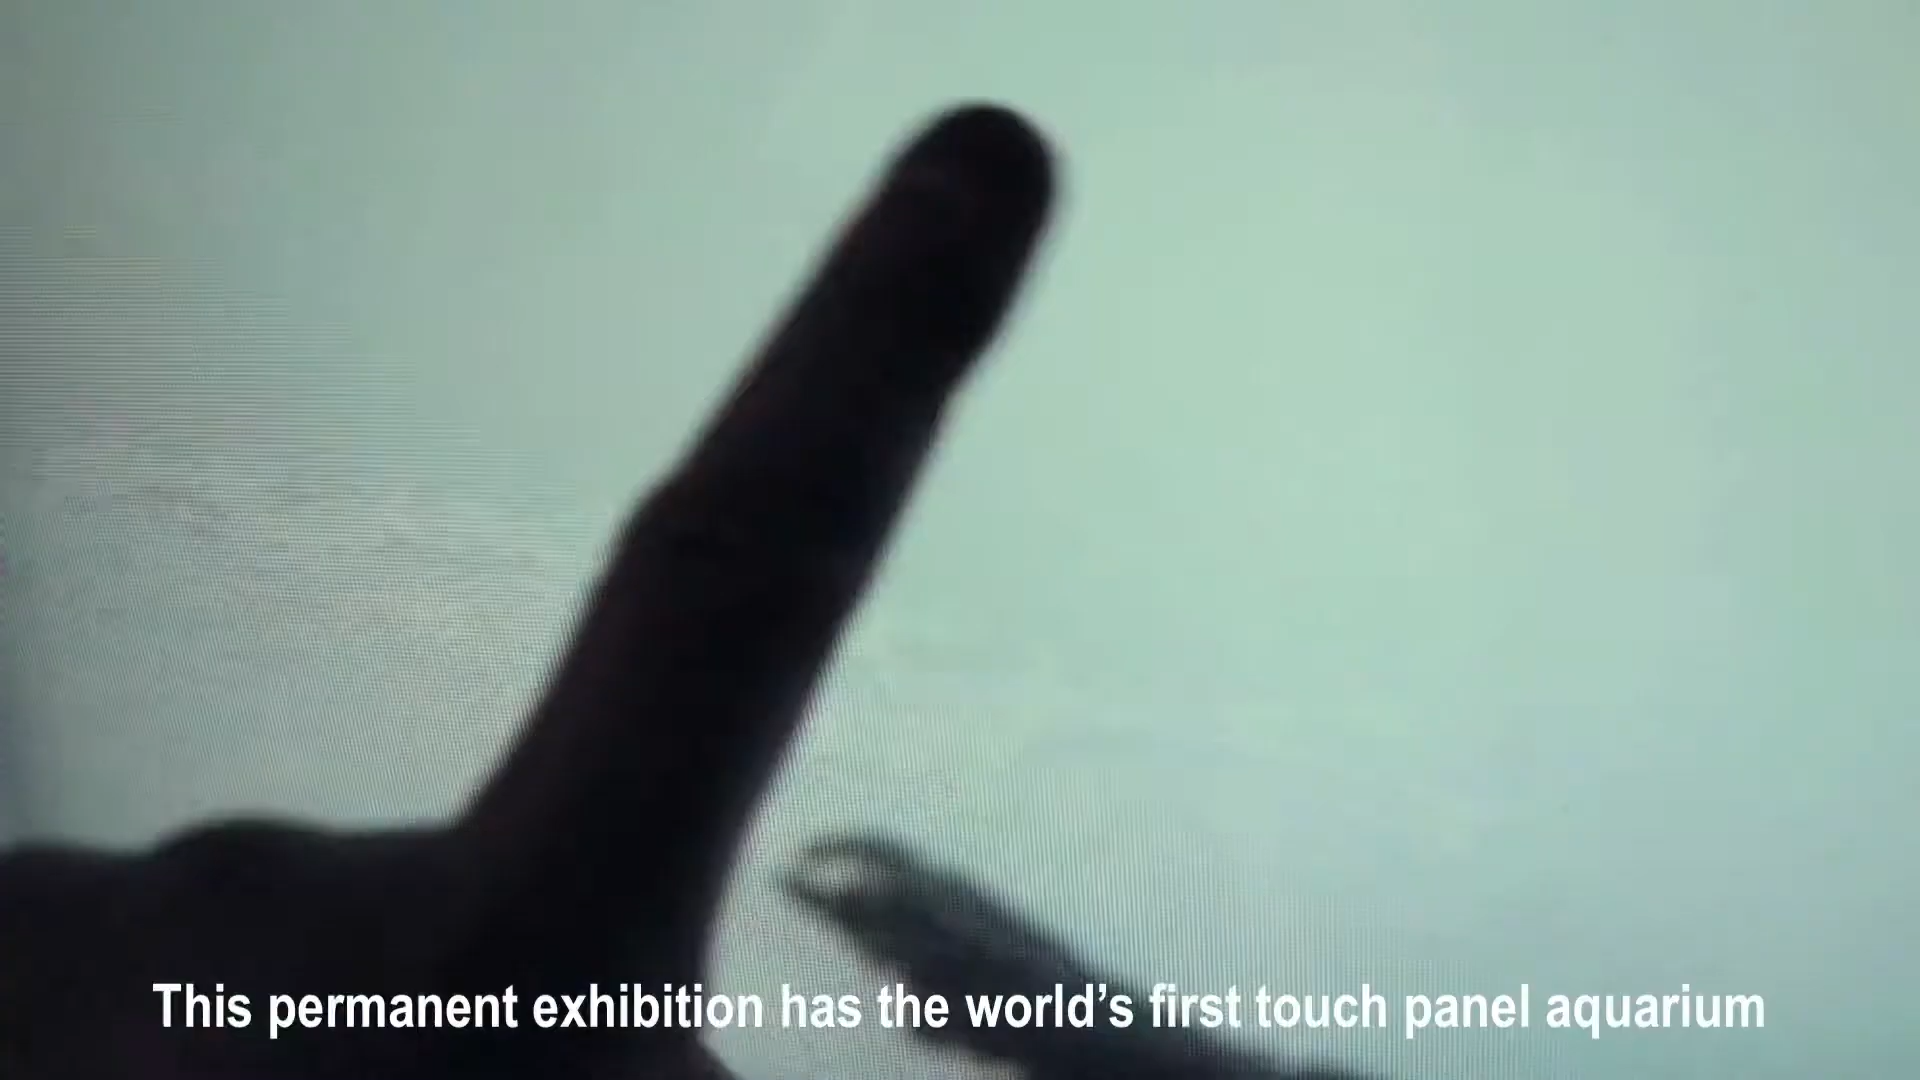 This permanent exhibition has the world’s first touch panel aquarium